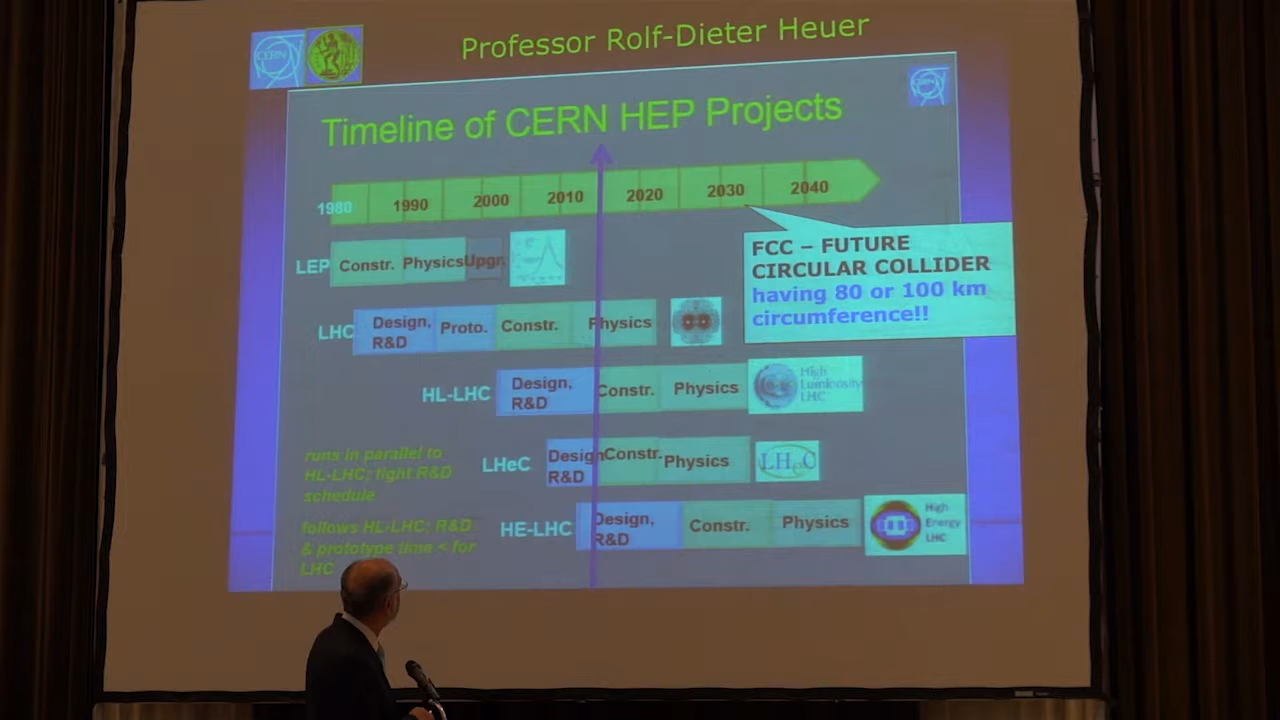 Professor Rolf-Dieter Heuer
CERN
CERN
Timeline of CERN HEP Projects
1980 1990 2000 2010 2020 2030 2040
FCC – FUTURE
CIRCULAR COLLIDER
having 80 or 100 km
circumference!!
LEP Constr. Physics Upgr.
LHC Design, R&D Proto. Constr. Physics
HL-LHC Design, R&D Constr. Physics
High
Luminosity
LHC
runs in parallel to
HL-LHC; tight R&D
schedule
LHeC Design R&D Constr. Physics
LHeC
follows HL-LHC; R&D
& prototype time < for
LHC
HE-LHC Design, R&D Constr. Physics
High
Energy
LHC